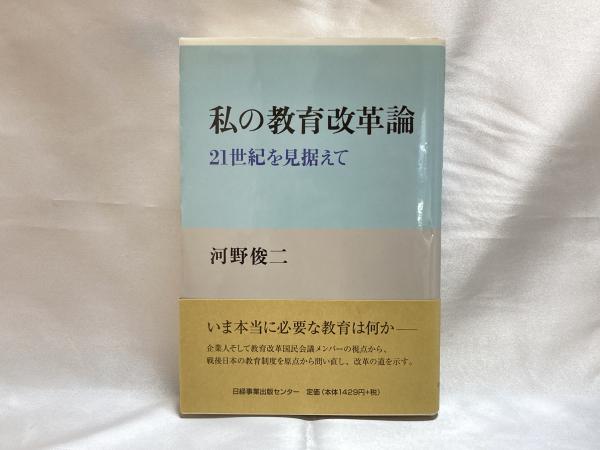 私の教育改革論
21世紀を見据えて
河野俊二
いま本当に必要な教育は何か――
企業人そして教育改革国民会議メンバーの視点から、
戦後日本の教育制度を原点から問い直し、改革の道を示す。
日経事業出版センター 定価(本体1429円+税)